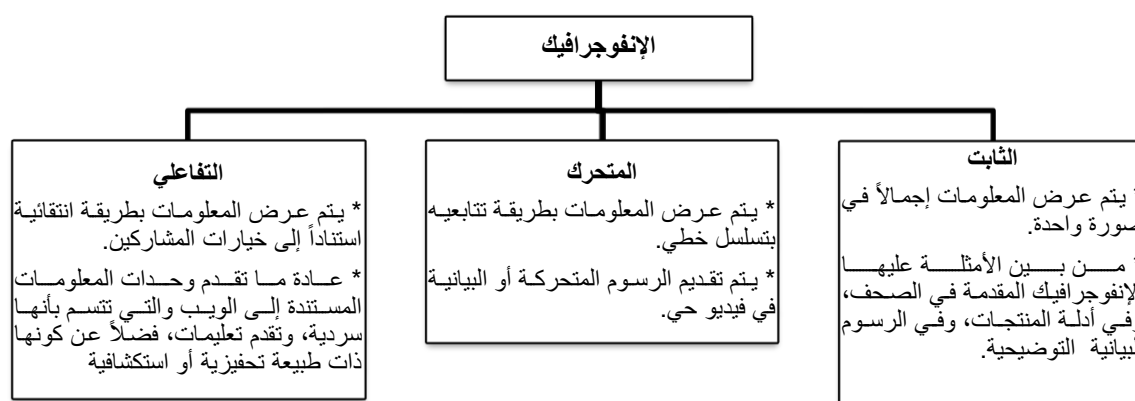 الإنفوجرافيك
الثابت
* يتم عرض المعلومات إجمالاً في
صورة واحدة.
* من بين الأمثلة عليها
الإنفوجرافيك المقدمة في الصحف،
وفي أدلة المنتجات، وفي الرسوم
البيانية التوضيحية.
المتحرك
* يتم عرض المعلومات بطريقة تتابعيه
بتسلسل خطي.
* يتم تقديم الرسوم المتحركة أو البيانية
في فيديو حي.
التفاعلي
* يتم عرض المعلومات بطريقة انتقائية
استناداً إلى خيارات المشاركين.
* عادة ما تقدم وحدات المعلومات
المستندة إلى الويب والتي تتسم بأنها
سردية، وتقدم تعليمات، فضلاً عن كونها
ذات طبيعة تحفيزية أو استكشافية